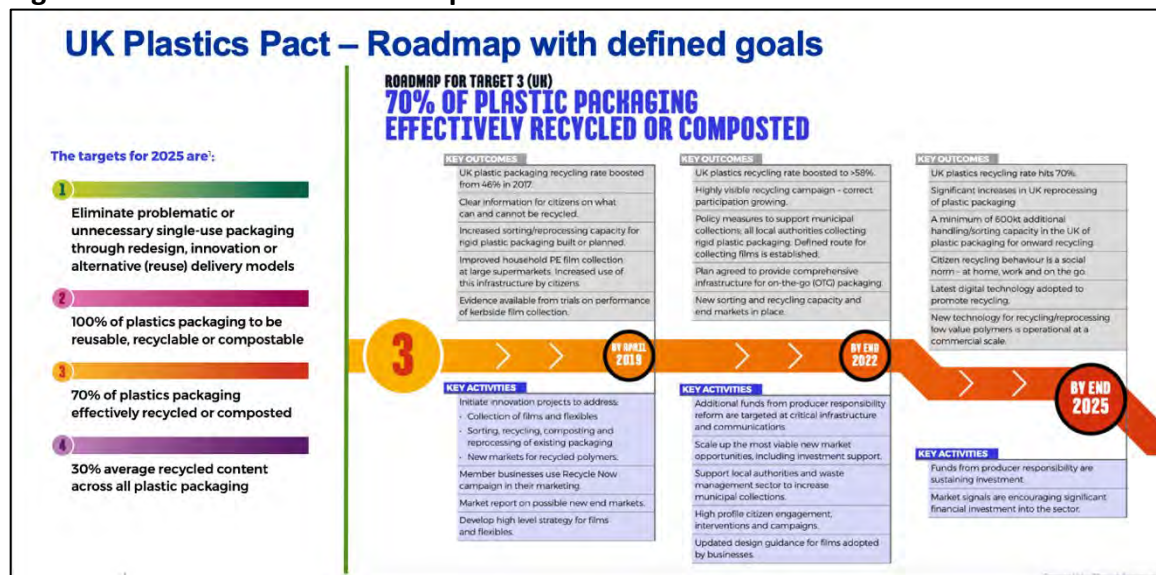 UK Plastics Pact – Roadmap with defined goals
The targets for 2025 are¹:
1
Eliminate problematic or
unnecessary single-use packaging
through redesign, innovation or
alternative (reuse) delivery models
2
100% of plastics packaging to be
reusable, recyclable or compostable
3
70% of plastics packaging
effectively recycled or composted
4
30% average recycled content
across all plastic packaging
ROADMAP FOR TARGET 3 (UK)
70% OF PLASTIC PACKAGING
EFFECTIVELY RECYCLED OR COMPOSTED
3
KEY OUTCOMES
UK plastic packaging recycling rate boosted
from 46% in 2017.
Clear information for citizens on what
can and cannot be recycled.
Increased sorting/reprocessing capacity for
rigid plastic packaging built or planned.
Improved household PE film collection
at large supermarkets. Increased use of
this infrastructure by citizens.
Evidence available from trials on performance
of kerbside film collection.
BY APRIL
2019
KEY ACTIVITIES
Initiate innovation projects to address:
· Collection of films and flexibles
· Sorting, recycling, composting and
reprocessing of existing packaging
· New markets for recycled polymers.
Member businesses use Recycle Now
campaign in their marketing.
Market report on possible new end markets.
Develop high level strategy for films
and flexibles.
KEY OUTCOMES
UK plastics recycling rate boosted to >58%.
Highly visible recycling campaign – correct
participation growing.
Policy measures to support municipal
collections; all local authorities collecting
rigid plastic packaging. Defined route for
collecting films is established.
Plan agreed to provide comprehensive
infrastructure for on-the-go (OTG) packaging.
New sorting and recycling capacity and
end markets in place.
BY END
2022
KEY ACTIVITIES
Additional funds from producer responsibility
reform are targeted at critical infrastructure
and communications.
Scale up the most viable new market
opportunities, including investment support.
Support local authorities and waste
management sector to increase
municipal collections.
High profile citizen engagement,
interventions and campaigns.
Updated design guidance for films adopted
by businesses.
KEY OUTCOMES
UK plastics recycling rate hits 70%.
Significant increases in UK reprocessing
of plastic packaging
A minimum of 600kt additional
handling/sorting capacity in the UK of
plastic packaging for onward recycling.
Citizen recycling behaviour is a social
norm – at home, work and on the go.
Latest digital technology adopted to
promote recycling.
New technology for recycling/reprocessing
low value polymers is operational at a
commercial scale.
BY END
2025
KEY ACTIVITIES
Funds from producer responsibility are
sustaining investment.
Market signals are encouraging significant
financial investment into the sector.